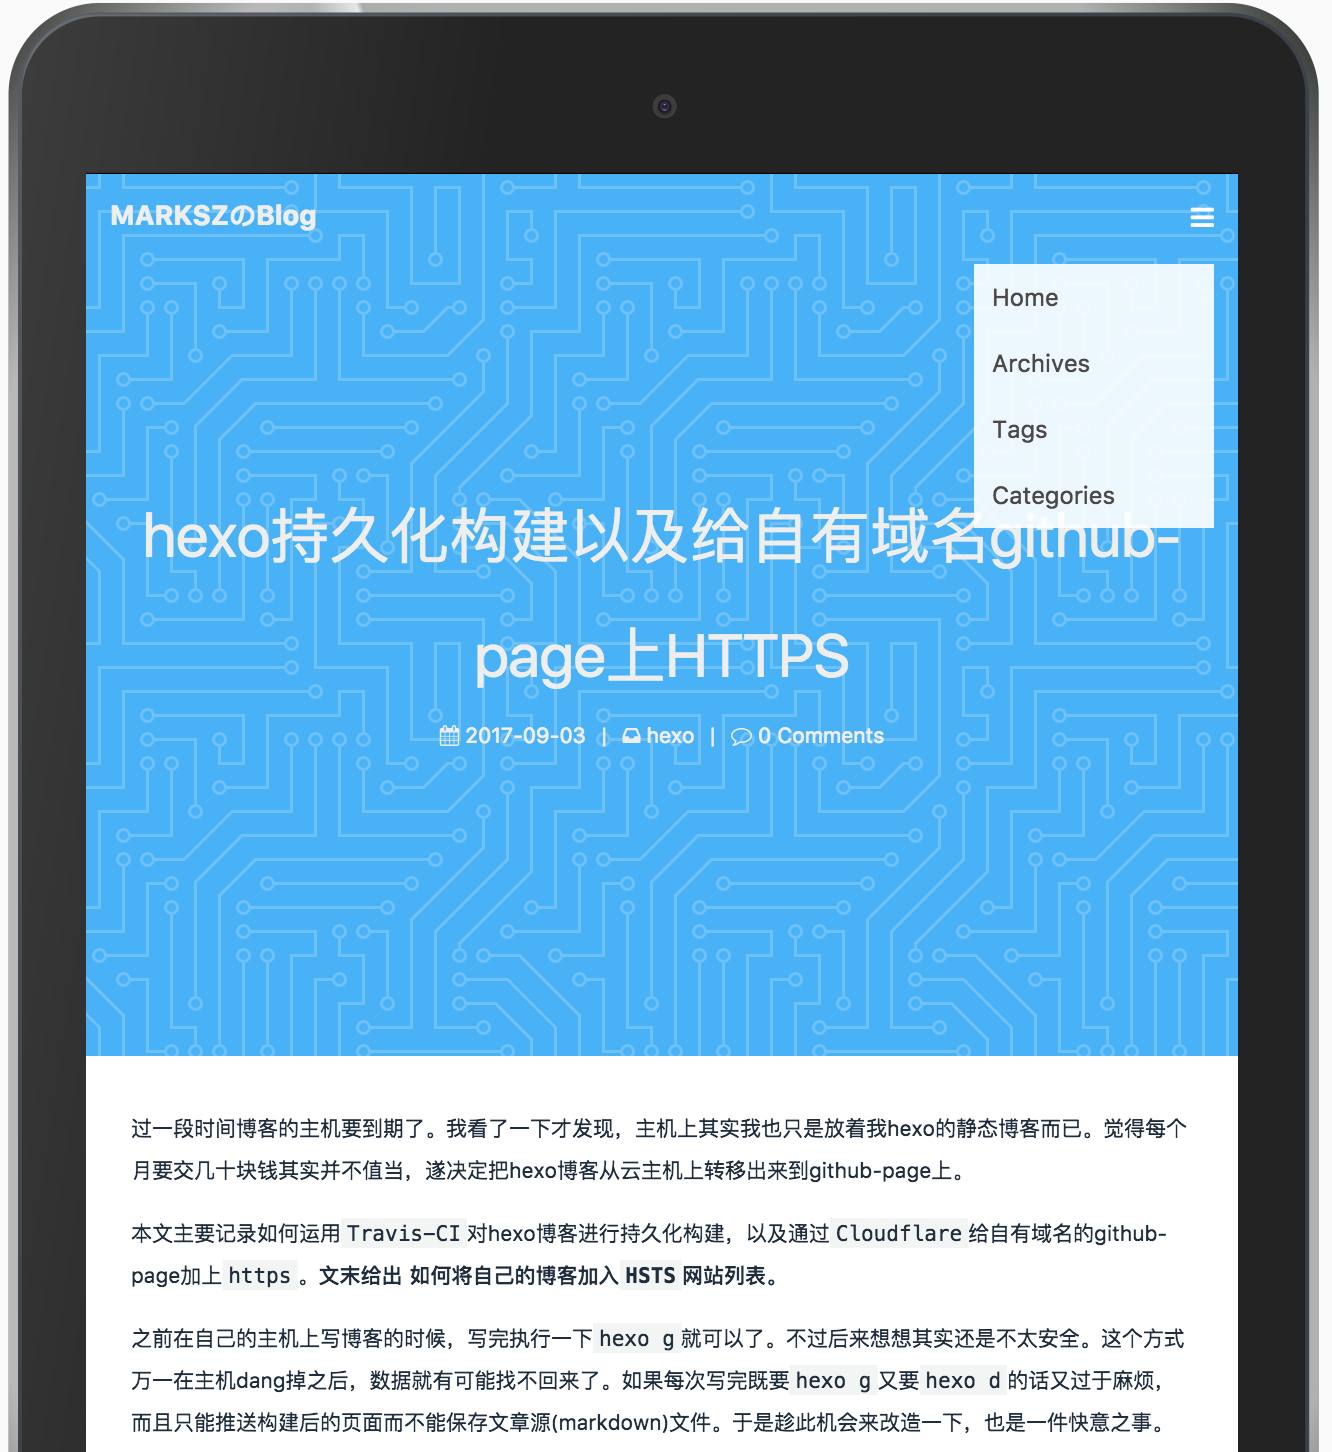 MARKSZのBlog
Home
Archives
Tags
Categories
hexo持久化构建以及给自有域名github-
page上HTTPS
2017-09-03 | hexo | 0 Comments
过一段时间博客的主机要到期了。我看了一下才发现，主机上其实我也只是放着我hexo的静态博客而已。觉得每个
月要交几十块钱其实并不值当，遂决定把hexo博客从云主机上转移出来到github-page上。
本文主要记录如何运用 Travis-CI 对hexo博客进行持久化构建，以及通过 Cloudflare 给自有域名的github-
page加上 https 。文末给出 如何将自己的博客加入 HSTS 网站列表。
之前在自己的主机上写博客的时候，写完执行一下 hexo g 就可以了。不过后来想想其实还是不太安全。这个方式
万一在主机dang掉之后，数据就有可能找不回来了。如果每次写完既要 hexo g 又要 hexo d 的话又过于麻烦，
而且只能推送构建后的页面而不能保存文章源(markdown)文件。于是趁此机会来改造一下，也是一件快意之事。